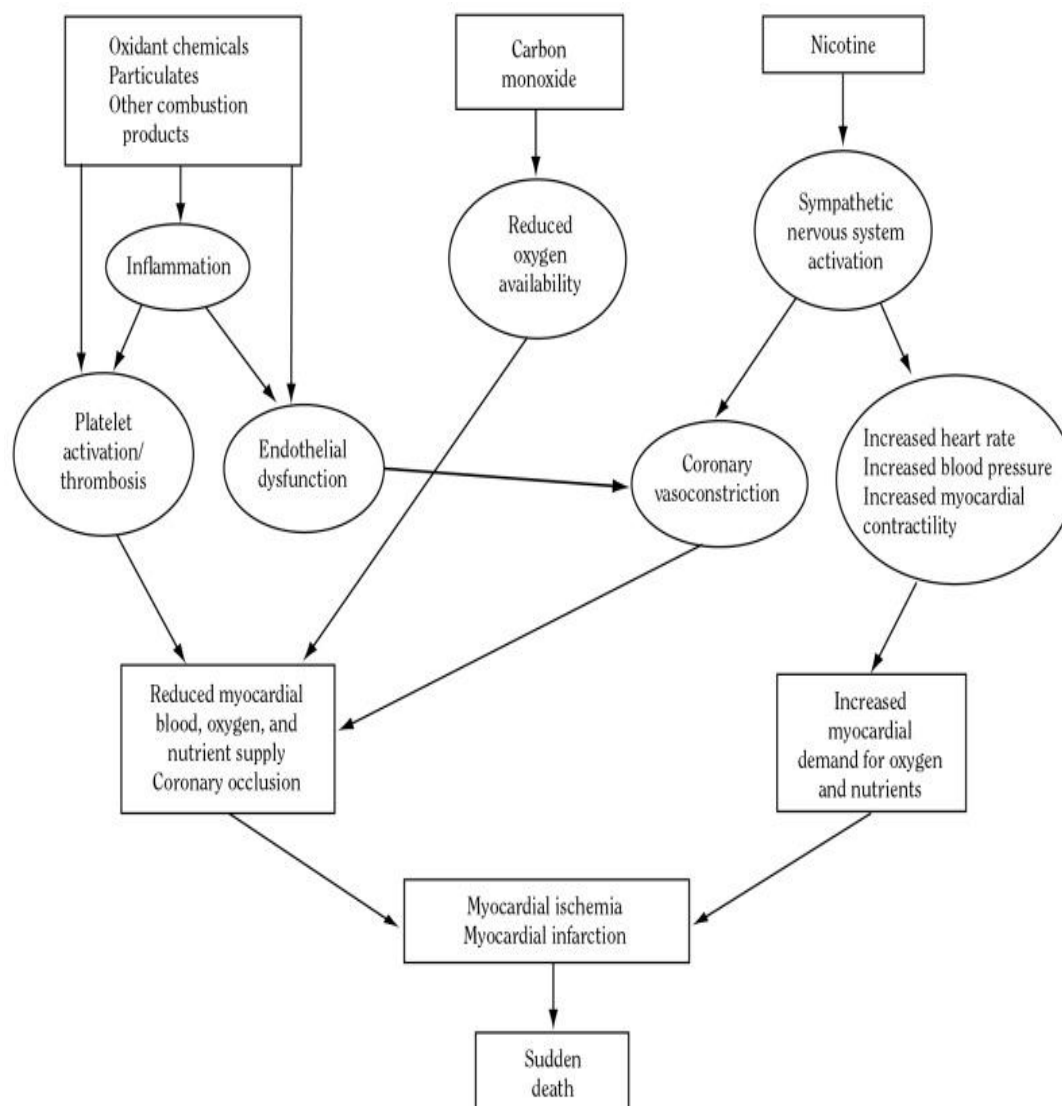 Oxidant chemicals
Particulates
Other combustion
products
Carbon
monoxide
Nicotine
Inflammation
Reduced
oxygen
availability
Sympathetic
nervous system
activation
Platelet
activation/
thrombosis
Endothelial
dysfunction
Coronary
vasoconstriction
Increased heart rate
Increased blood pressure
Increased myocardial
contractility
Reduced myocardial
blood, oxygen, and
nutrient supply
Coronary occlusion
Increased
myocardial
demand for oxygen
and nutrients
Myocardial ischemia
Myocardial infarction
Sudden
death